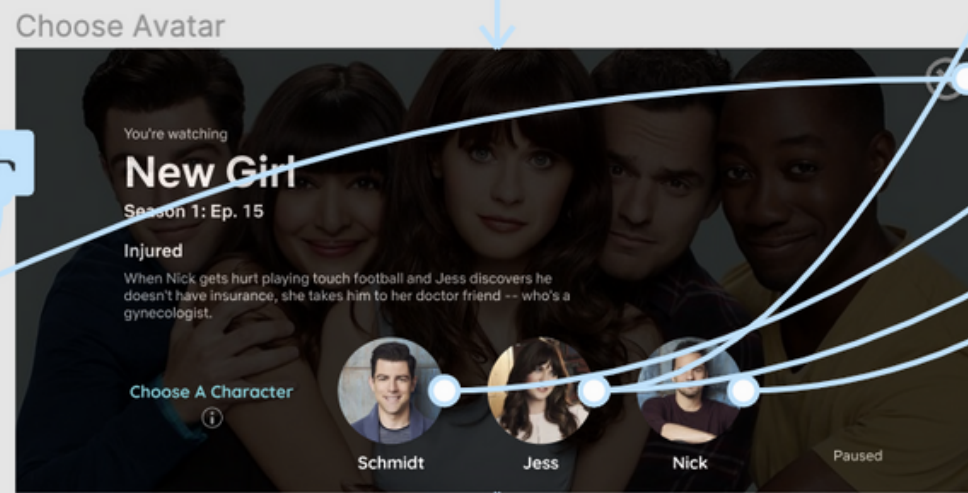 Choose Avatar
You're watching
New Girl
Season 1: Ep. 15
Injured
When Nick gets hurt playing touch football and Jess discovers he
doesn't have insurance, she takes him to her doctor friend -- who's a
gynecologist.
Choose A Character
i
Schmidt
Jess
Nick
Paused